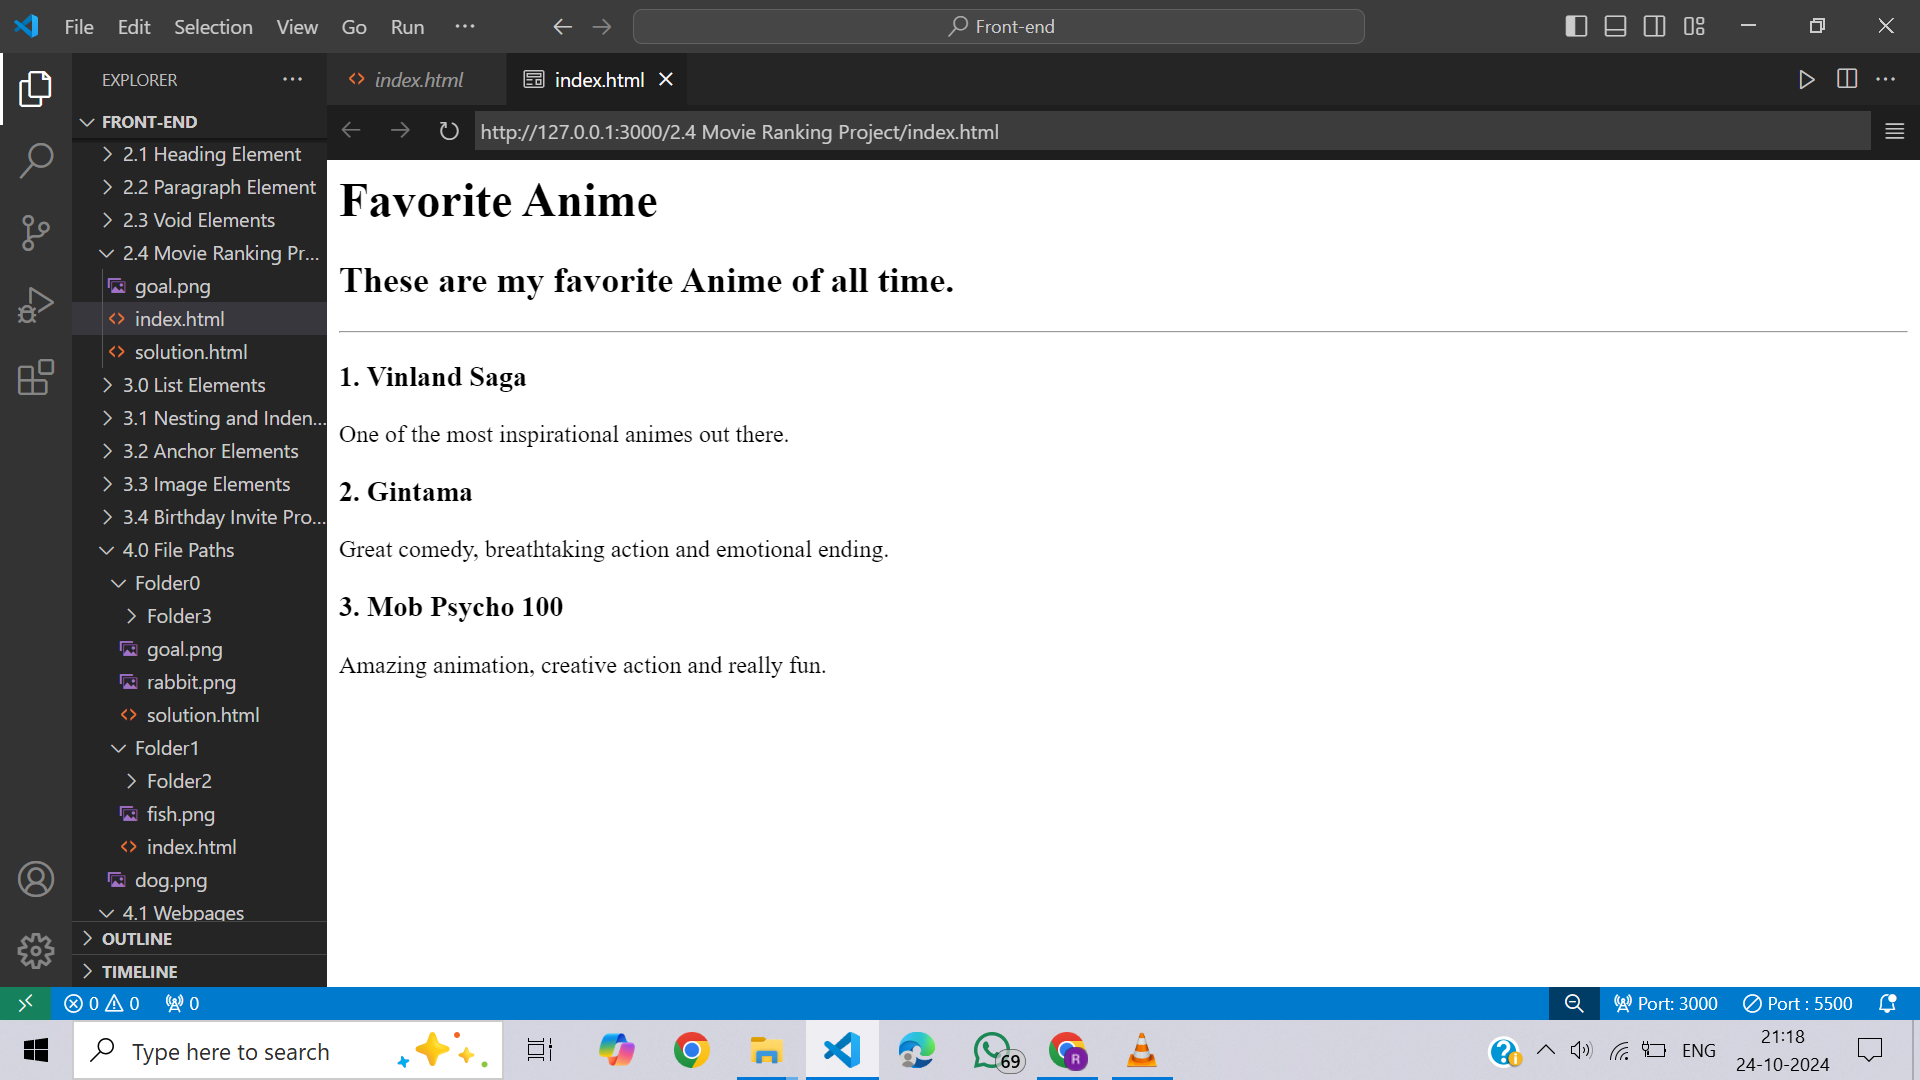 File Edit Selection View Go Run ···
Front-end
EXPLORER ···
index.html
index.html
FRONT-END
http://127.0.0.1:3000/2.4 Movie Ranking Project/index.html
2.1 Heading Element
2.2 Paragraph Element
2.3 Void Elements
2.4 Movie Ranking Pr...
goal.png
index.html
solution.html
3.0 List Elements
3.1 Nesting and Inden...
3.2 Anchor Elements
3.3 Image Elements
3.4 Birthday Invite Pro...
4.0 File Paths
Folder0
Folder3
goal.png
rabbit.png
solution.html
Folder1
Folder2
fish.png
index.html
dog.png
4.1 Webpages
OUTLINE
TIMELINE
Favorite Anime
These are my favorite Anime of all time.
1. Vinland Saga
One of the most inspirational animes out there.
2. Gintama
Great comedy, breathtaking action and emotional ending.
3. Mob Psycho 100
Amazing animation, creative action and really fun.
0 0 0
Port: 3000 Port : 5500
Type here to search
69
R
ENG
21:18
24-10-2024